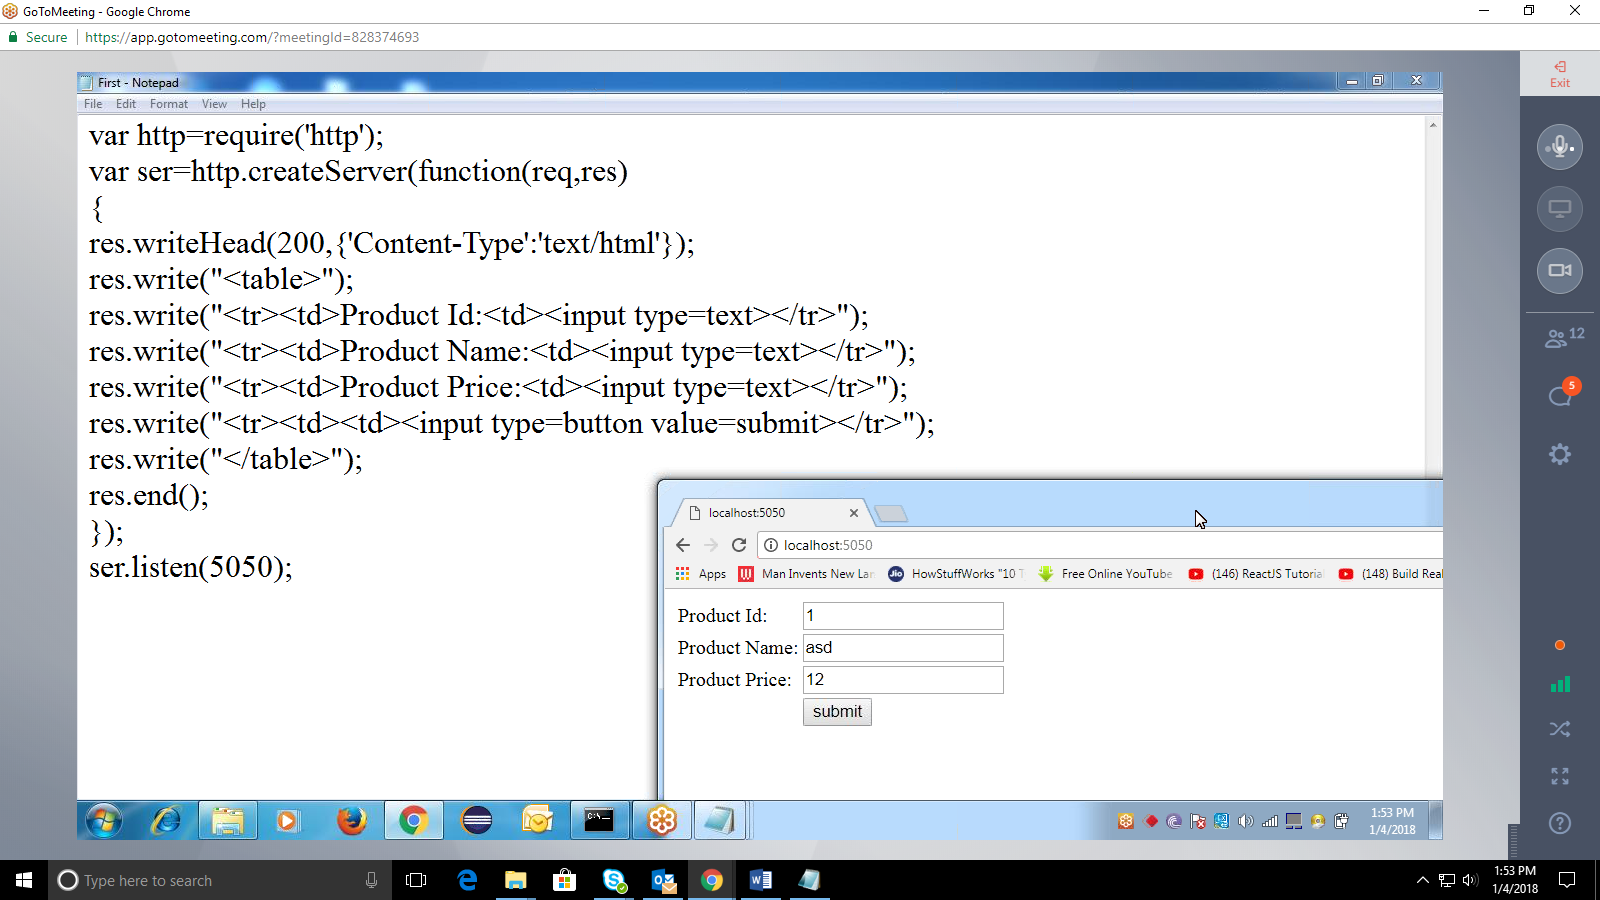 GoToMeeting - Google Chrome
Secure https://app.gotomeeting.com/?meetingId=828374693
Exit
First - Notepad
File Edit Format View Help
var http=require('http');
var ser=http.createServer(function(req,res)
{
res.writeHead(200,{'Content-Type':'text/html'});
res.write("<table>");
res.write("<tr><td>Product Id:<td><input type=text></tr>");
res.write("<tr><td>Product Name:<td><input type=text></tr>");
res.write("<tr><td>Product Price:<td><input type=text></tr>");
res.write("<tr><td><td><input type=button value=submit></tr>");
res.write("</table>");
res.end();
});
ser.listen(5050);
12
5
localhost:5050
localhost:5050
Apps Man Invents New Lan HowStuffWorks "10 T Free Online YouTube (146) ReactJS Tutoria (148) Build Real
Product Id: 1
Product Name: asd
Product Price: 12
submit
1:53 PM
1/4/2018
Type here to search
1:53 PM
1/4/2018